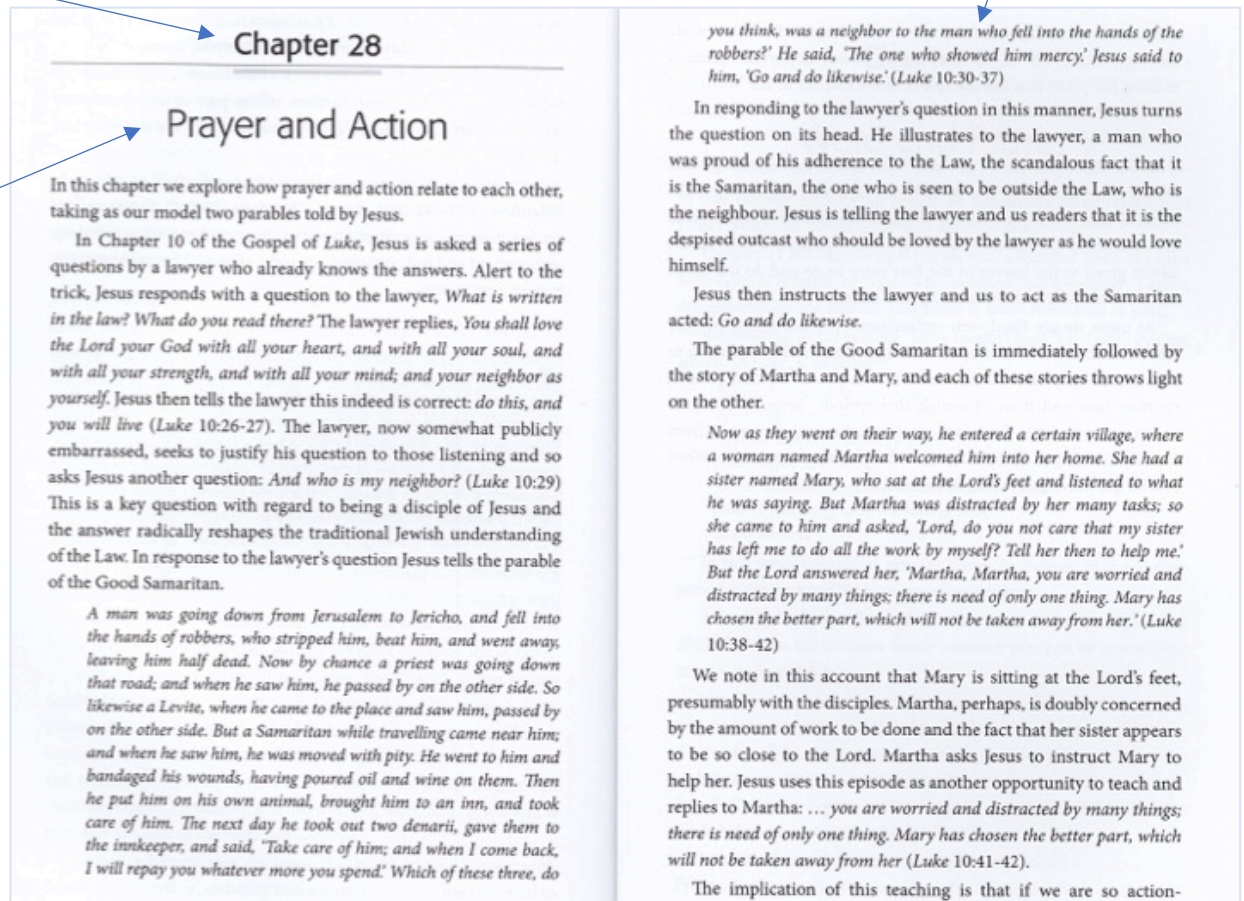 Chapter 28
Prayer and Action
In this chapter we explore how prayer and action relate to each other,
taking as our model two parables told by Jesus.
In Chapter 10 of the Gospel of Luke, Jesus is asked a series of
questions by a lawyer who already knows the answers. Alert to the
trick, Jesus responds with a question to the lawyer, What is written
in the law? What do you read there? The lawyer replies, You shall love
the Lord your God with all your heart, and with all your soul, and
with all your strength, and with all your mind; and your neighbor as
yourself. Jesus then tells the lawyer this indeed is correct: do this, and
you will live (Luke 10:26-27). The lawyer, now somewhat publicly
embarrassed, seeks to justify his question to those listening and so
asks Jesus another question: And who is my neighbor? (Luke 10:29)
This is a key question with regard to being a disciple of Jesus and
the answer radically reshapes the traditional Jewish understanding
of the Law. In response to the lawyer's question Jesus tells the parable
of the Good Samaritan.
A man was going down from Jerusalem to Jericho, and fell into
the hands of robbers, who stripped him, beat him, and went away,
leaving him half dead. Now by chance a priest was going down
that road; and when he saw him, he passed by on the other side. So
likewise a Levite, when he came to the place and saw him, passed by
on the other side. But a Samaritan while travelling came near him;
and when he saw him, he was moved with pity. He went to him and
bandaged his wounds, having poured oil and wine on them. Then
he put him on his own animal, brought him to an inn, and took
care of him. The next day he took out two denarii, gave them to
the innkeeper, and said, 'Take care of him; and when I come back,
I will repay you whatever more you spend.' Which of these three, do
you think, was a neighbor to the man who fell into the hands of the
robbers?' He said, 'The one who showed him mercy.' Jesus said to
him, 'Go and do likewise.' (Luke 10:30-37)
In responding to the lawyer's question in this manner, Jesus turns
the question on its head. He illustrates to the lawyer, a man who
was proud of his adherence to the Law, the scandalous fact that it
is the Samaritan, the one who is seen to be outside the Law, who is
the neighbour. Jesus is telling the lawyer and us readers that it is the
despised outcast who should be loved by the lawyer as he would love
himself.
Jesus then instructs the lawyer and us to act as the Samaritan
acted: Go and do likewise.
The parable of the Good Samaritan is immediately followed by
the story of Martha and Mary, and each of these stories throws light
on the other.
Now as they went on their way, he entered a certain village, where
a woman named Martha welcomed him into her home. She had a
sister named Mary, who sat at the Lord's feet and listened to what
he was saying. But Martha was distracted by her many tasks; so
she came to him and asked, 'Lord, do you not care that my sister
has left me to do all the work by myself? Tell her then to help me.'
But the Lord answered her, 'Martha, Martha, you are worried and
distracted by many things; there is need of only one thing. Mary has
chosen the better part, which will not be taken away from her.' (Luke
10:38-42)
We note in this account that Mary is sitting at the Lord's feet,
presumably with the disciples. Martha, perhaps, is doubly concerned
by the amount of work to be done and the fact that her sister appears
to be so close to the Lord. Martha asks Jesus to instruct Mary to
help her. Jesus uses this episode as another opportunity to teach and
replies to Martha: ... you are worried and distracted by many things;
there is need of only one thing. Mary has chosen the better part, which
will not be taken away from her (Luke 10:41-42).
The implication of this teaching is that if we are so action-